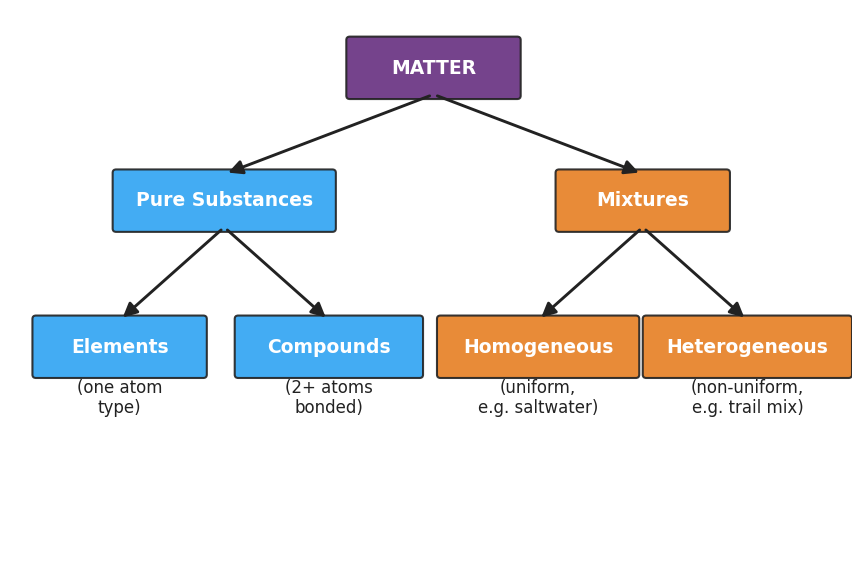 MATTER
Pure Substances
Mixtures
Elements
(one atom
type)
Compounds
(2+ atoms
bonded)
Homogeneous
(uniform,
e.g. saltwater)
Heterogeneous
(non-uniform,
e.g. trail mix)